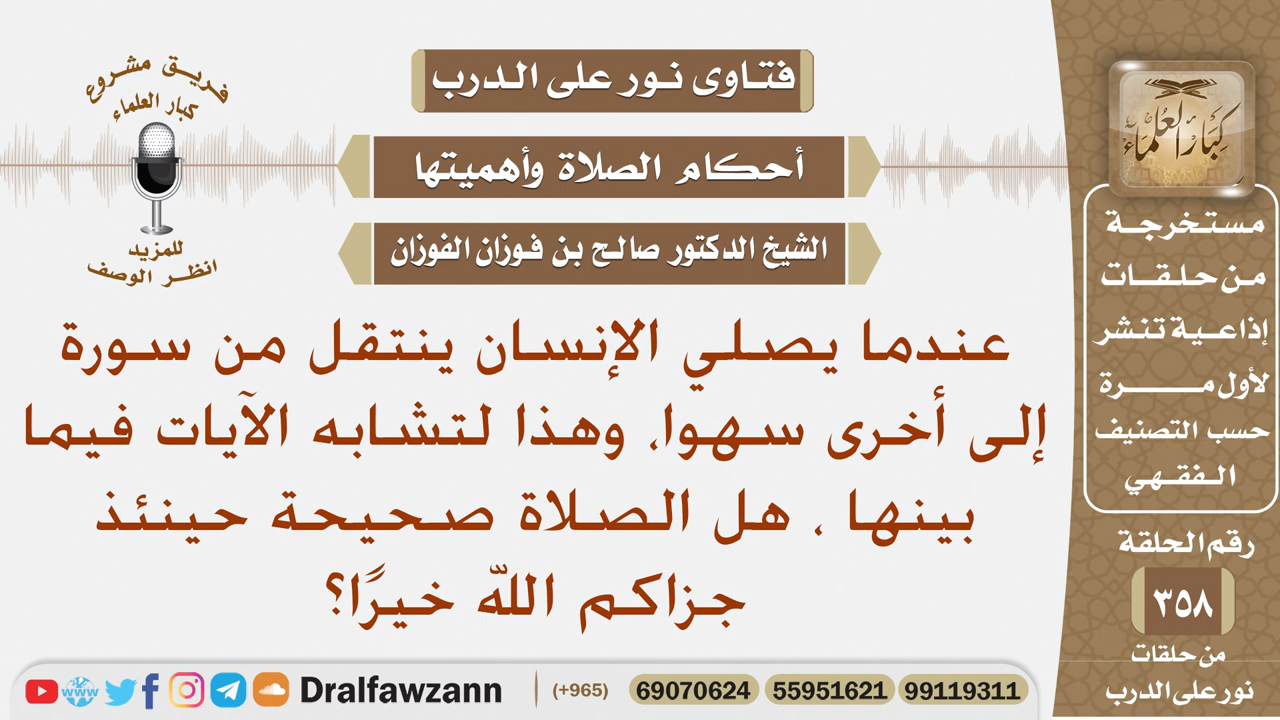 فتاوى نور على الدرب
أحكام الصلاة وأهميتها
الشيخ الدكتور صالح بن فوزان الفوزان
عندما يصلي الإنسان ينتقل من سورة
إلى أخرى سهوا، وهذا لتشابه الآيات فيما
بينها ، هل الصلاة صحيحة حينئذ
جزاكم الله خيرًا؟
فريق مشروع
كبار العلماء
للمزيد
انظر الوصف
كبار العلماء
مستخرجة
من حلقات
إذاعية تنشر
لأول مرة
حسب التصنيف
الفقهي
رقم الحلقة
٣٥٨
من حلقات
نور على الدرب
www Dralfawzann (+965) 69070624 55951621 99119311